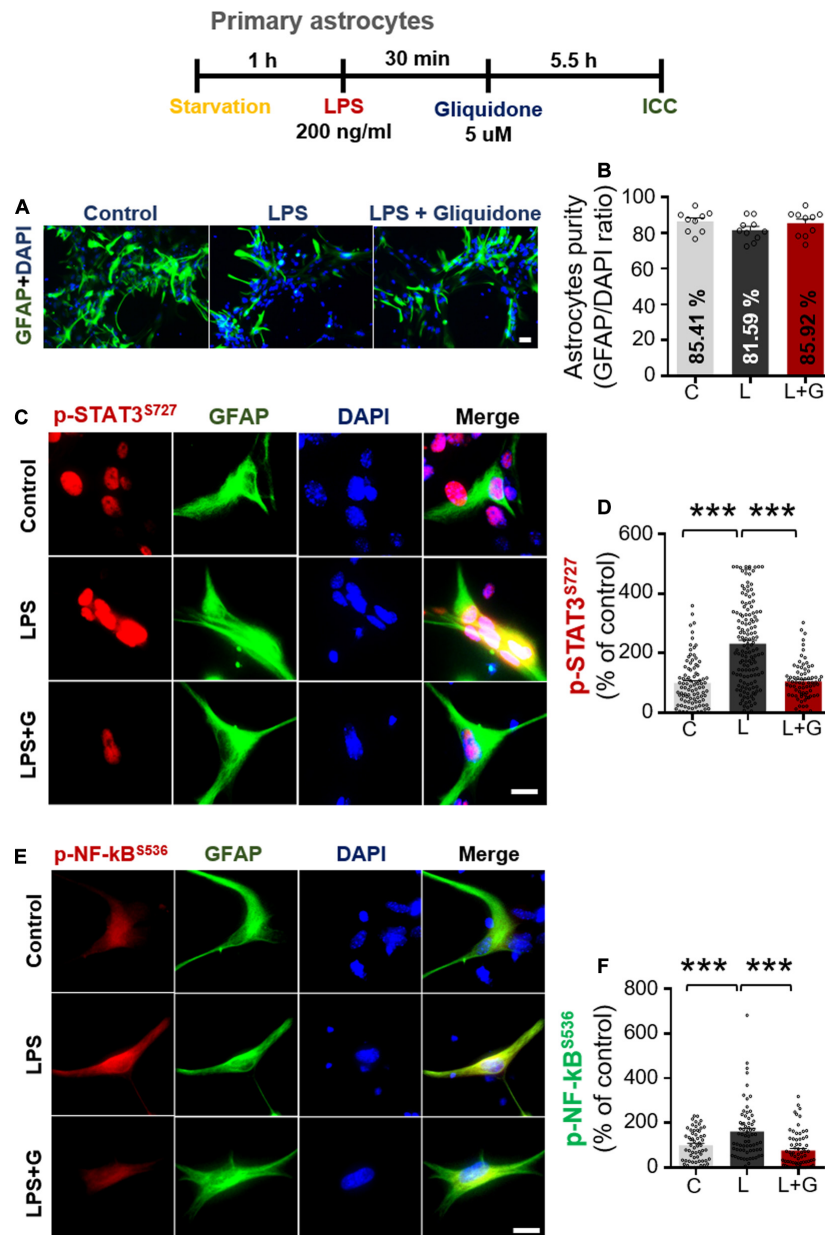 Primary astrocytes
1 h 30 min 5.5 h
Starvation LPS Gliquidone ICC
200 ng/ml 5 uM
A
Control LPS LPS + Gliquidone
GFAP+DAPI
B
Astrocytes purity
(GFAP/DAPI ratio)
100
80
60
40
20
0
85.41 % 81.59 % 85.92 %
C L L+G
C
p-STAT3S727 GFAP DAPI Merge
Control
LPS
LPS+G
D
p-STAT3S727
(% of control)
600
400
200
0
*** ***
C L L+G
E
p-NF-kBS536 GFAP DAPI Merge
Control
LPS
LPS+G
F
p-NF-kBS536
(% of control)
800
600
400
200
0
*** ***
C L L+G